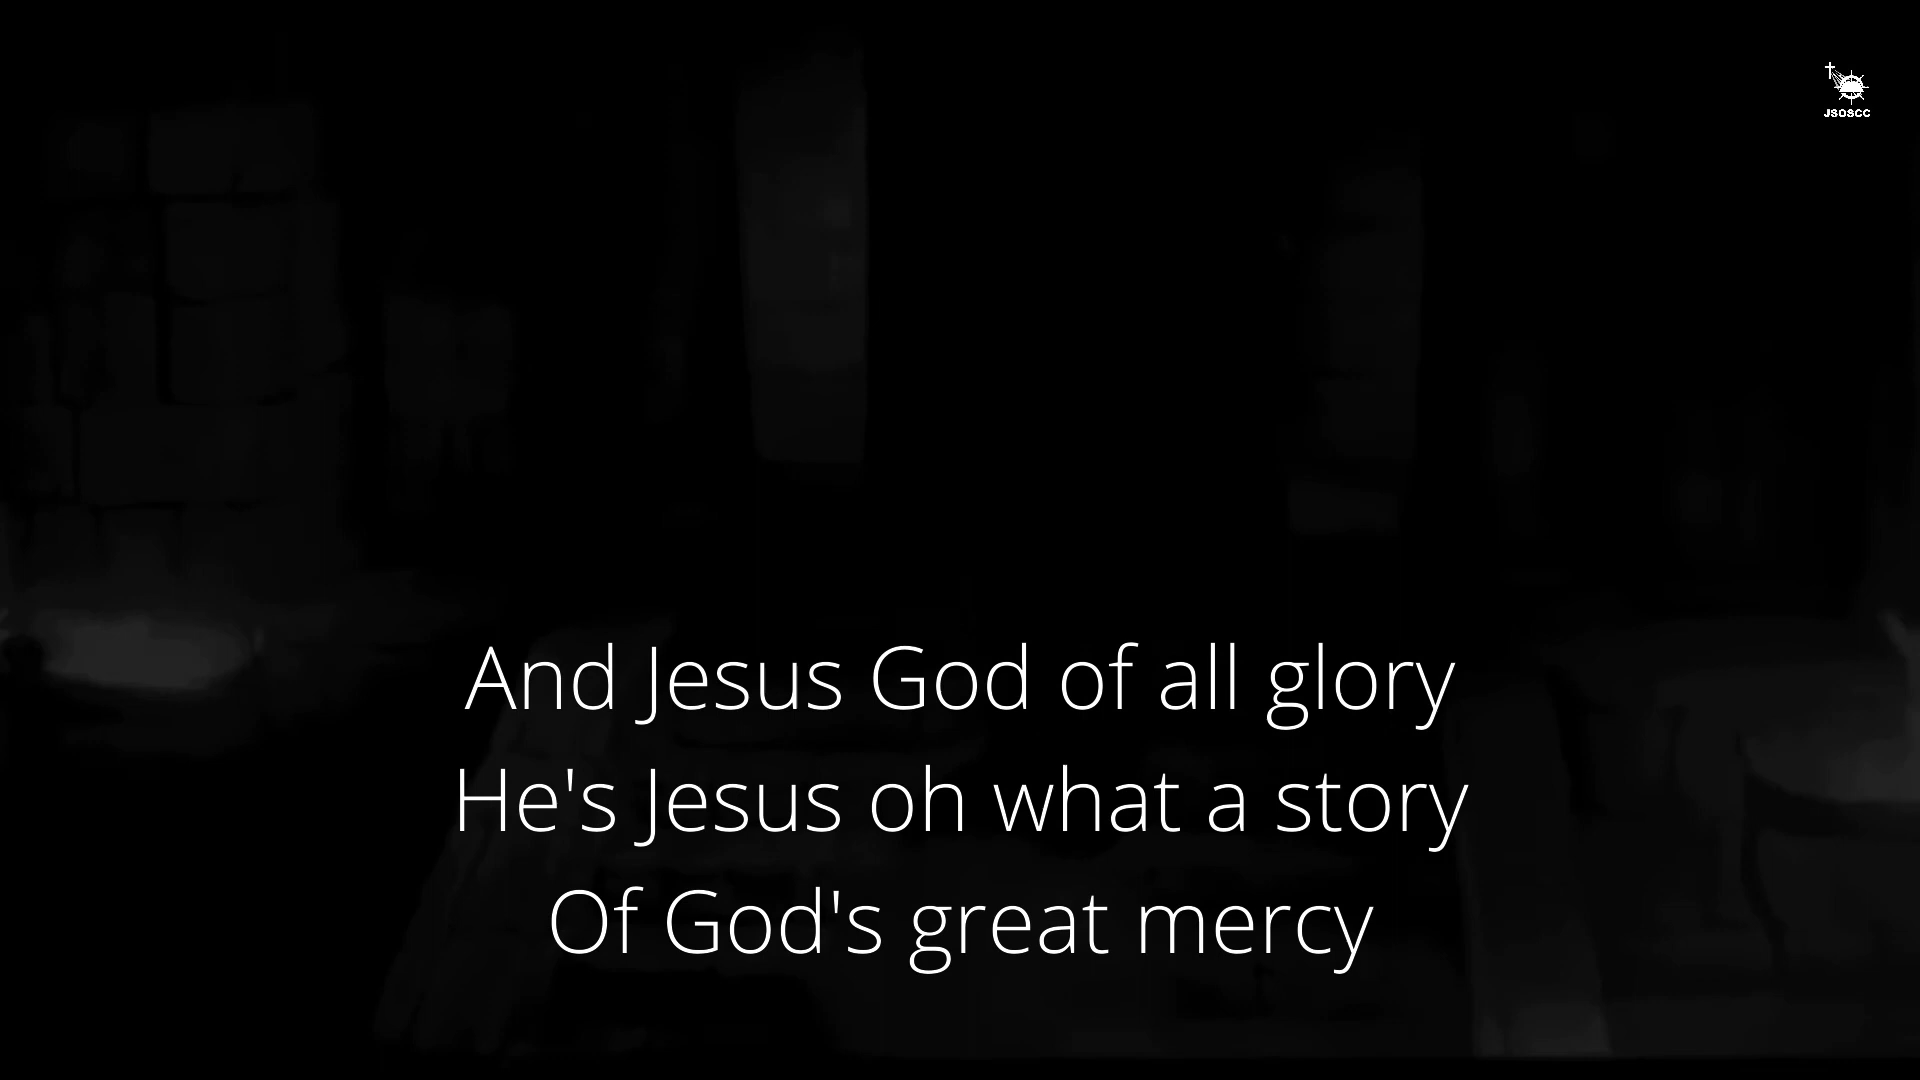 JSOSCC
And Jesus God of all glory
He's Jesus oh what a story
Of God's great mercy